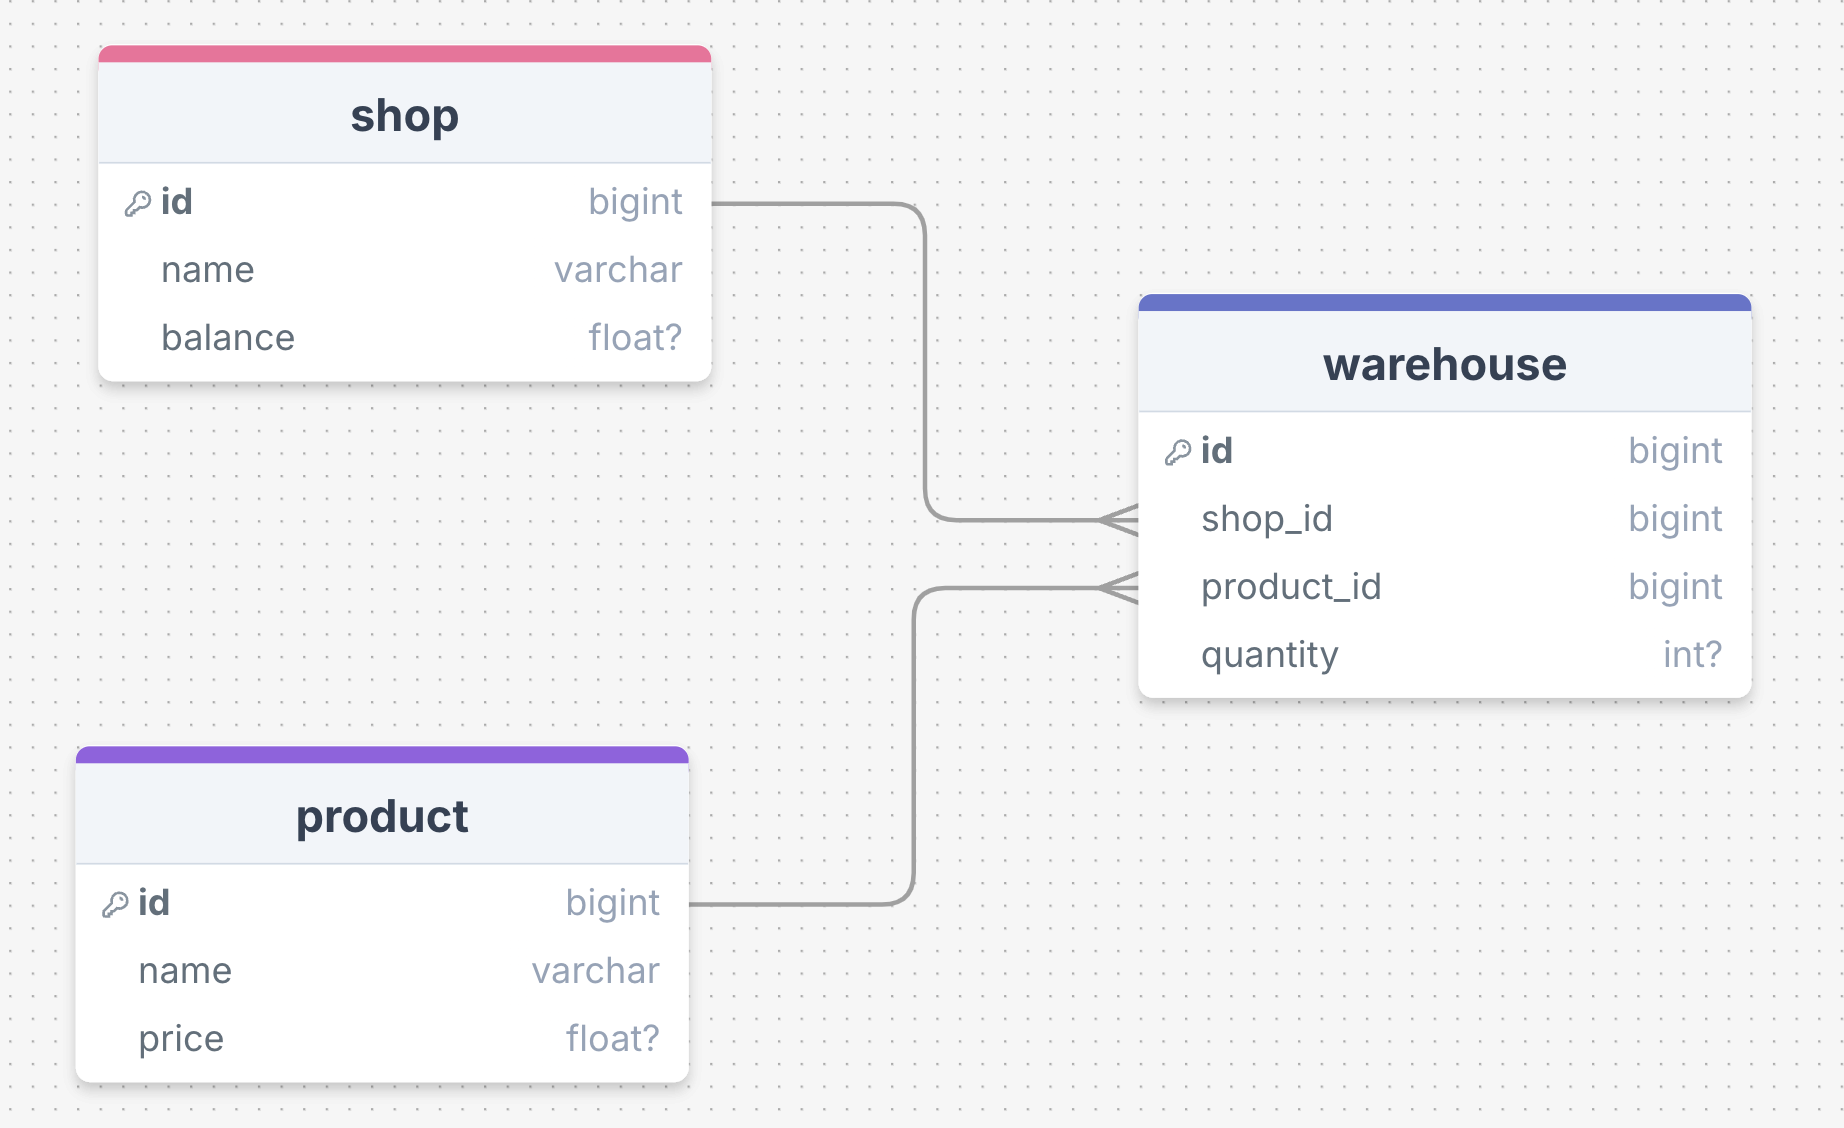 shop
id bigint
name varchar
balance float?
warehouse
id bigint
shop_id bigint
product_id bigint
quantity int?
product
id bigint
name varchar
price float?